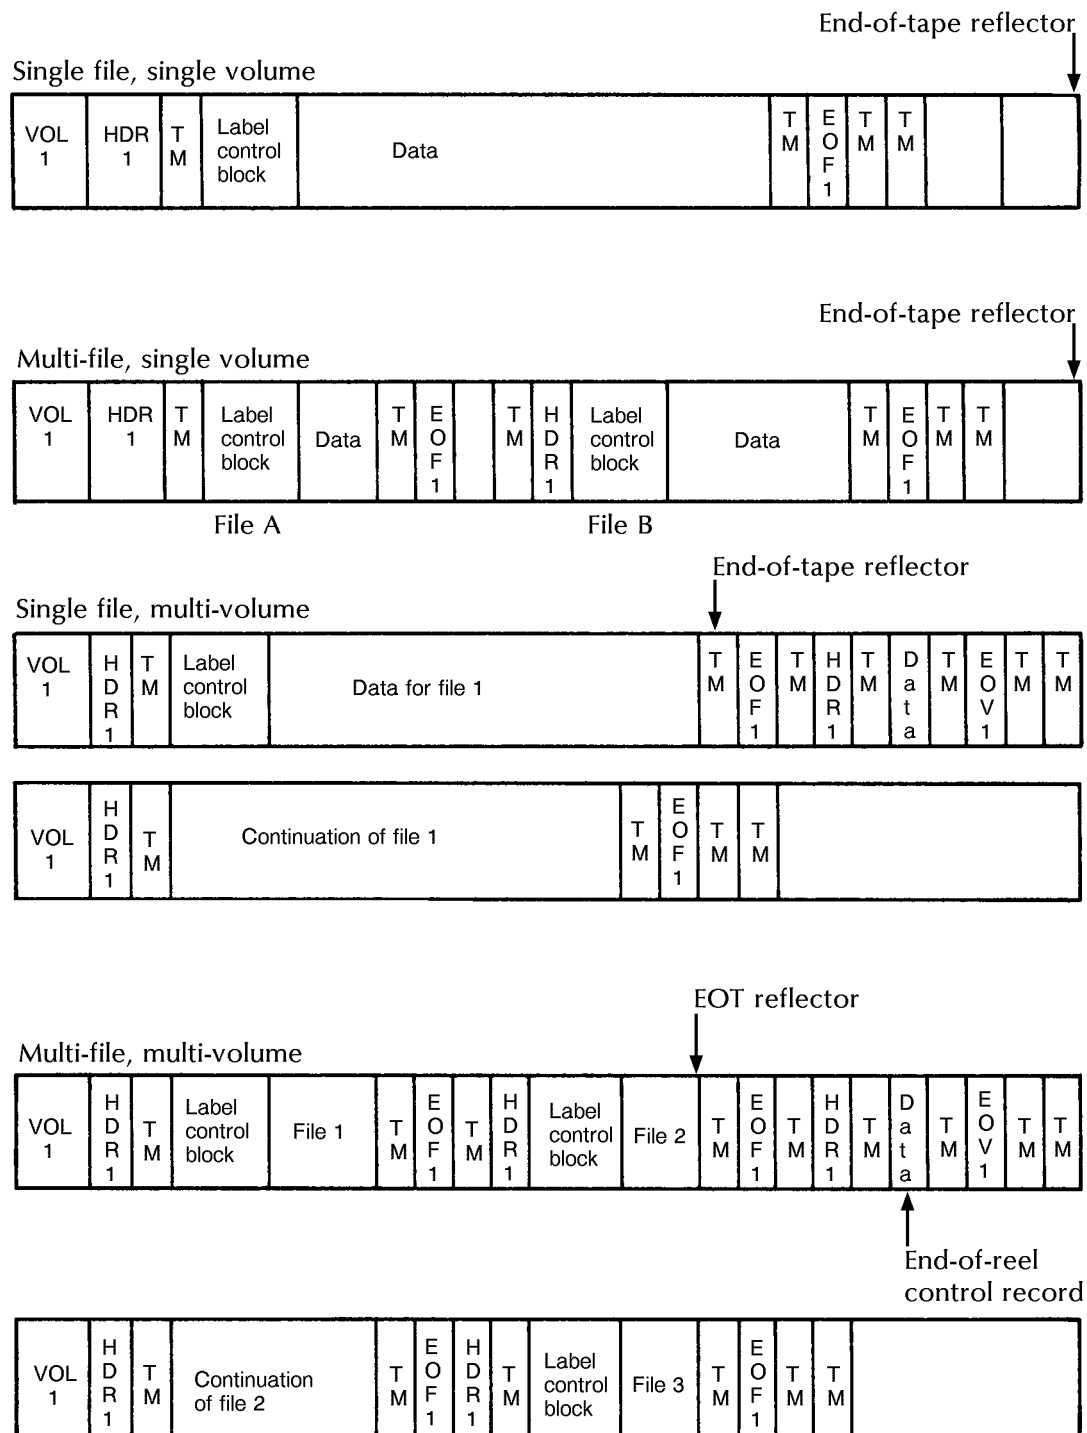 End-of-tape reflector
Single file, single volume
VOL 1 HDR 1 TM Label control block Data TM EOF1 TM TM
End-of-tape reflector
Multi-file, single volume
VOL 1 HDR 1 TM Label control block Data TM EOF1 TM HDR1 Label control block Data TM EOF1 TM TM
File A File B
End-of-tape reflector
Single file, multi-volume
VOL 1 HDR1 TM Label control block Data for file 1 TM EOF1 TM HDR1 TM Data TM EOV1 TM TM
VOL 1 HDR1 TM Continuation of file 1 TM EOF1 TM TM
EOT reflector
Multi-file, multi-volume
VOL 1 HDR1 TM Label control block File 1 TM EOF1 TM HDR1 Label control block File 2 TM EOF1 TM HDR1 TM Data TM EOV1 TM TM
End-of-reel
control record
VOL 1 HDR1 TM Continuation of file 2 TM EOF1 HDR1 TM Label control block File 3 TM EOF1 TM TM